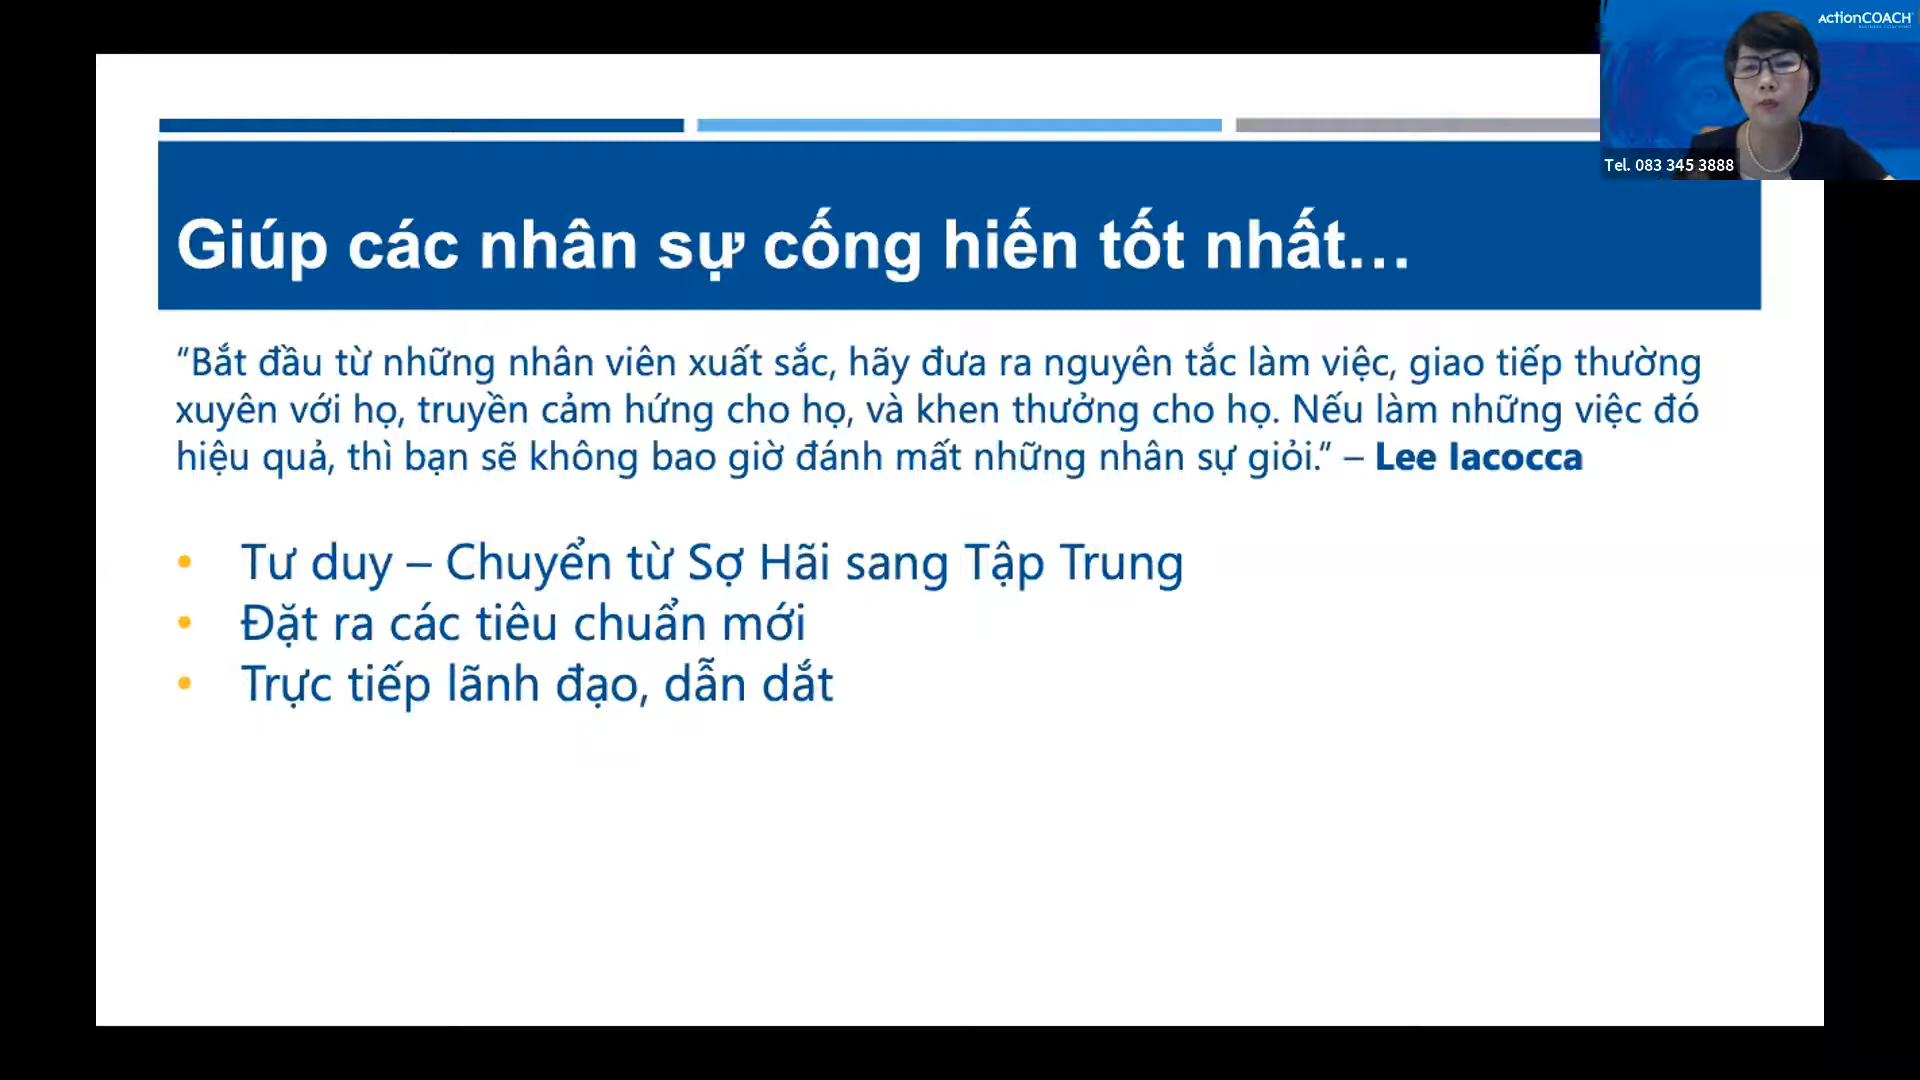 ActionCOACH
Tel. 083 345 3888
Giúp các nhân sự cống hiến tốt nhất...
“Bắt đầu từ những nhân viên xuất sắc, hãy đưa ra nguyên tắc làm việc, giao tiếp thường
xuyên với họ, truyền cảm hứng cho họ, và khen thưởng cho họ. Nếu làm những việc đó
hiệu quả, thì bạn sẽ không bao giờ đánh mất những nhân sự giỏi.” – Lee Iacocca
• Tư duy – Chuyển từ Sợ Hãi sang Tập Trung
• Đặt ra các tiêu chuẩn mới
• Trực tiếp lãnh đạo, dẫn dắt